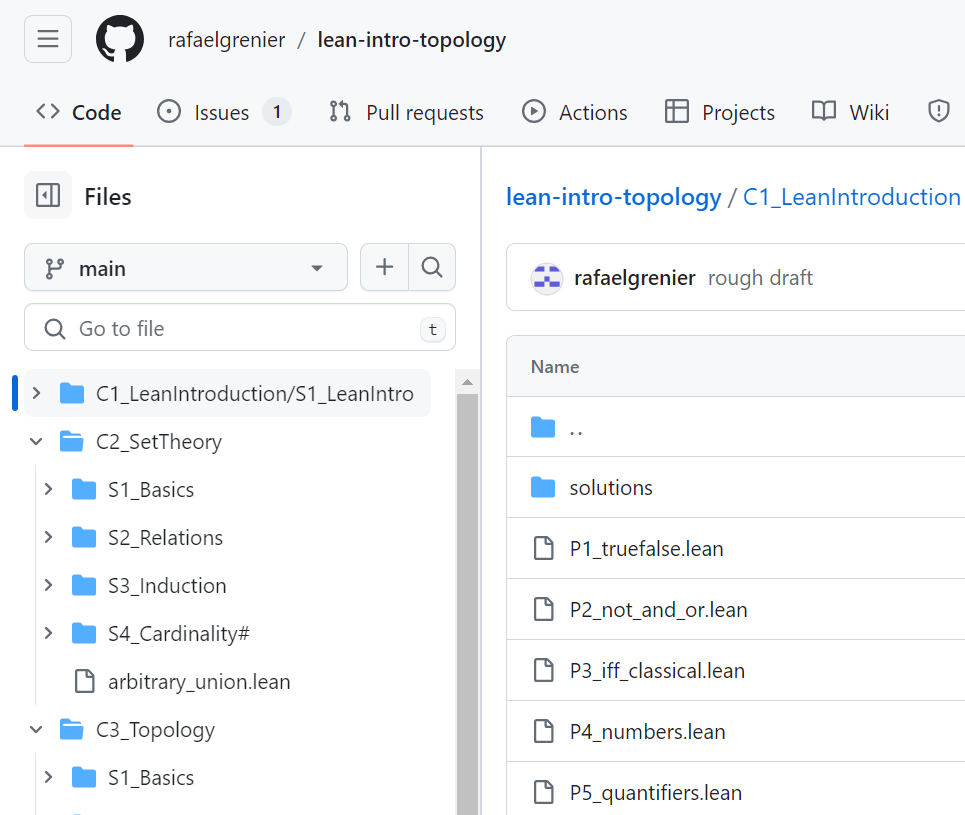 rafaelgrenier / lean-intro-topology
Code Issues 1 Pull requests Actions Projects Wiki
Files
main
Go to file t
C1_LeanIntroduction/S1_LeanIntro
C2_SetTheory
S1_Basics
S2_Relations
S3_Induction
S4_Cardinality#
arbitrary_union.lean
C3_Topology
S1_Basics
lean-intro-topology / C1_LeanIntroduction
rafaelgrenier rough draft
Name
..
solutions
P1_truefalse.lean
P2_not_and_or.lean
P3_iff_classical.lean
P4_numbers.lean
P5_quantifiers.lean